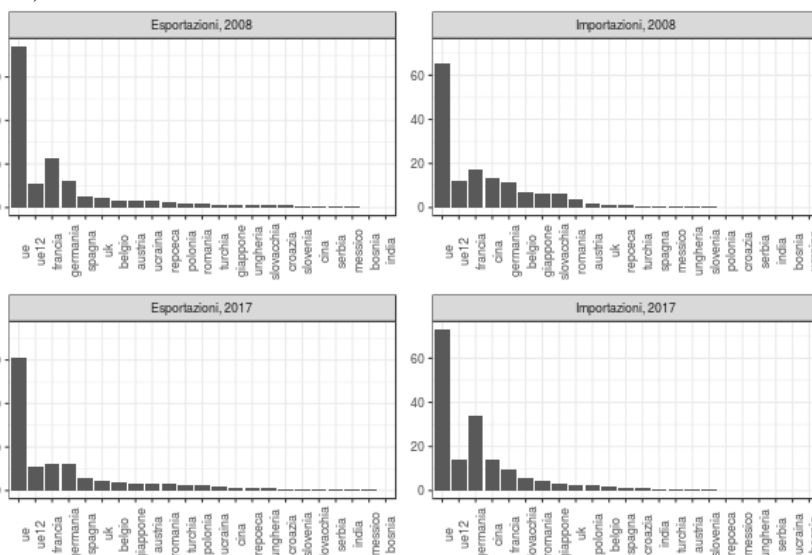 Esportazioni, 2008
Importazioni, 2008
60
40
20
0
ue
ue12
francia
germania
spagna
uk
belgio
austria
ucraina
repceca
polonia
romania
turchia
giappone
ungheria
slovacchia
croazia
slovenia
cina
serbia
messico
bosnia
india
ue
ue12
francia
cina
germania
belgio
giappone
slovacchia
romania
austria
uk
repceca
turchia
spagna
messico
ungheria
slovenia
polonia
croazia
serbia
india
bosnia
Esportazioni, 2017
Importazioni, 2017
60
40
20
0
ue
ue12
francia
germania
spagna
uk
belgio
giappone
austria
romania
turchia
polonia
ucraina
cina
repceca
ngheria
croazia
slovenia
ovacchia
serbia
india
messico
bosnia
ue
ue12
germania
cina
francia
ovacchia
romania
giappone
uk
polonia
belgio
spagna
croazia
india
turchia
austria
slovenia
repceca
messico
ngheria
serbia
ucraina